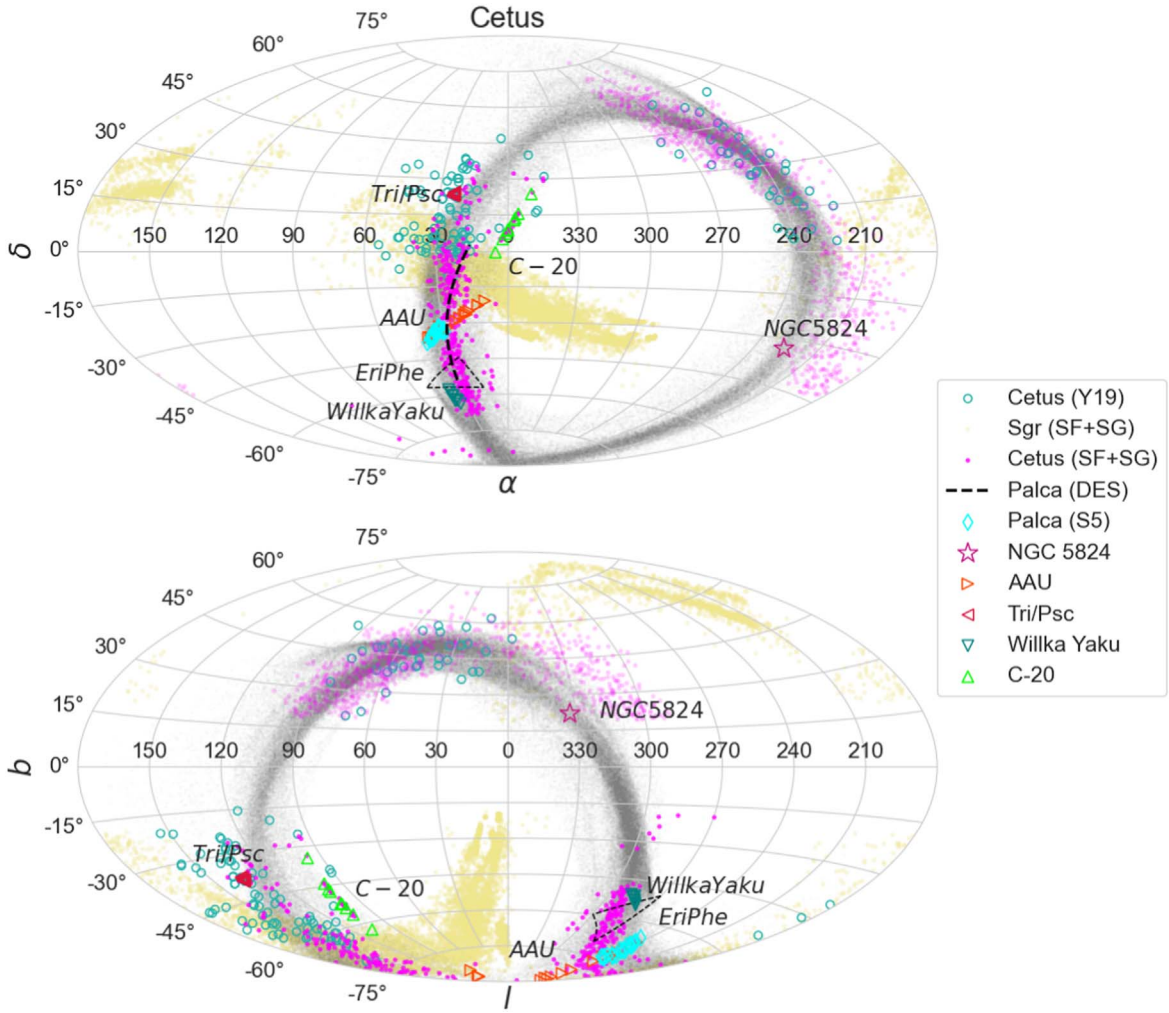 Cetus
75°
60°
45°
30°
15°
0°
-15°
-30°
-45°
-60°
-75°
150 120 90 60 30 0 330 300 270 240 210
Tri/Psc
C − 20
AAU
NGC5824
EriPhe
WillkaYaku
δ
α
Cetus (Y19)
Sgr (SF+SG)
Cetus (SF+SG)
Palca (DES)
Palca (S5)
NGC 5824
AAU
Tri/Psc
Willka Yaku
C-20
75°
60°
45°
30°
15°
0°
-15°
-30°
-45°
-60°
-75°
NGC5824
150 120 90 60 30 0 330 300 270 240 210
Tri/Psc
C − 20
WillkaYaku
EriPhe
AAU
b
l